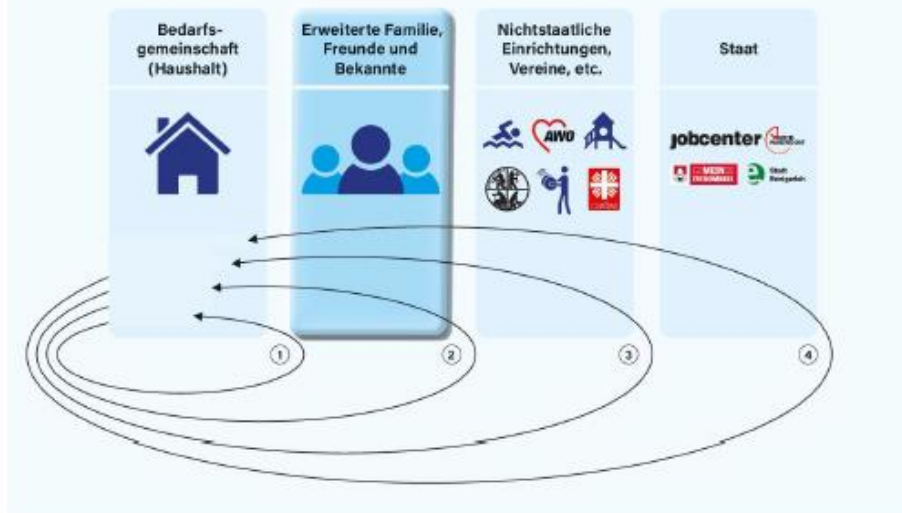 Bedarfs-
gemeinschaft
(Haushalt)
Erweiterte Familie,
Freunde und
Bekannte
Nichtstaatliche
Einrichtungen,
Vereine, etc.
Staat
AWO
jobcenter
MEIN
Stadt
1
2
3
4